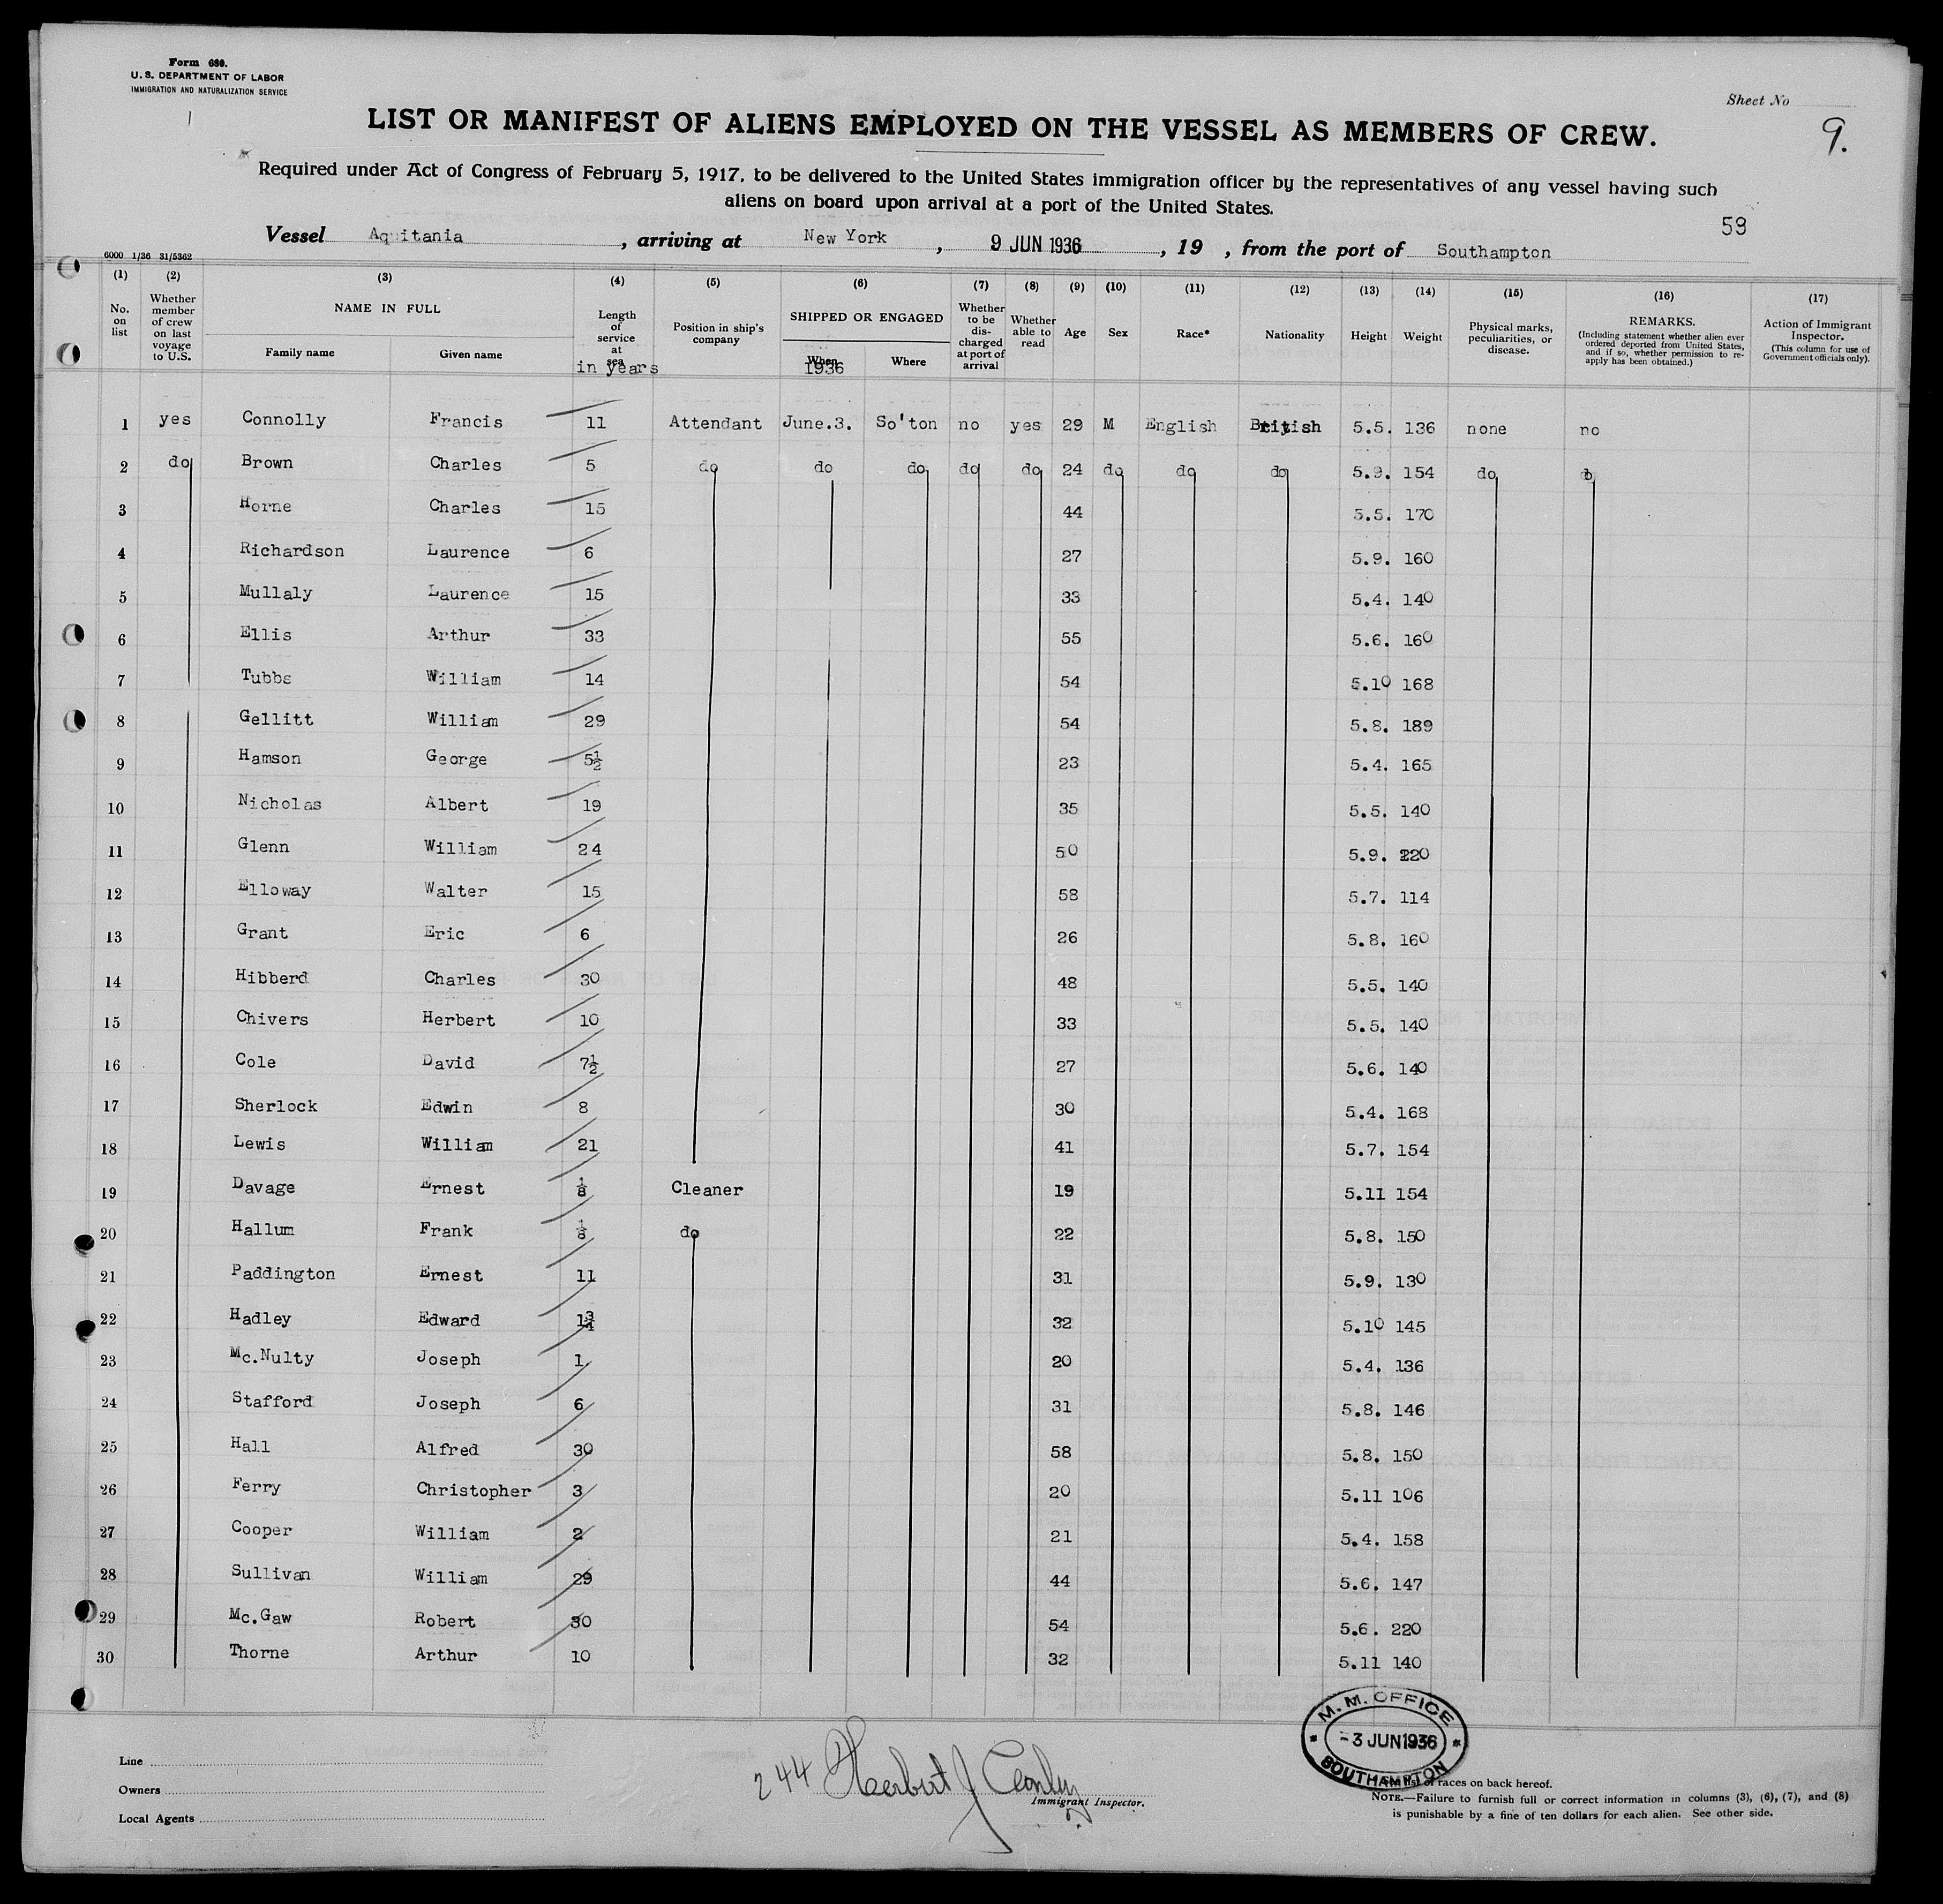 Form 680.
U. S. DEPARTMENT OF LABOR
IMMIGRATION AND NATURALIZATION SERVICE
Sheet No
9.
LIST OR MANIFEST OF ALIENS EMPLOYED ON THE VESSEL AS MEMBERS OF CREW.
Required under Act of Congress of February 5, 1917, to be delivered to the United States immigration officer by the representatives of any vessel having such
aliens on board upon arrival at a port of the United States.
59
Vessel Aquitania, arriving at New York, 9 JUN 1936, 19 , from the port of Southampton
6000 1/36 31/5362
(1) (2) (3) (4) (5) (6) (7) (8) (9) (10) (11) (12) (13) (14) (15) (16) (17)
No. on list
Whether member of crew on last voyage to U.S.
NAME IN FULL
Family name Given name
Length of service at sea
in years
Position in ship's company
SHIPPED OR ENGAGED
When Where
1936
Whether to be discharged at port of arrival
Whether able to read
Age
Sex
Race*
Nationality
Height
Weight
Physical marks, peculiarities, or disease.
REMARKS.
(Including statement whether alien ever ordered deported from United States, and if so, whether permission to reapply has been obtained.)
Action of Immigrant Inspector.
(This column for use of Government officials only).
1 yes Connolly Francis 11 Attendant June.3. So'ton no yes 29 M English British 5.5. 136 none no
2 do Brown Charles 5 do do do do do 24 do do do 5.9. 154 do do
3 Horne Charles 15 44 5.5. 170
4 Richardson Laurence 6 27 5.9. 160
5 Mullaly Laurence 15 33 5.4. 140
6 Ellis Arthur 33 55 5.6. 160
7 Tubbs William 14 54 5.10 168
8 Gellitt William 29 54 5.8. 189
9 Hamson George 5½ 23 5.4. 165
10 Nicholas Albert 19 35 5.5. 140
11 Glenn William 24 50 5.9. 220
12 Elloway Walter 15 58 5.7. 114
13 Grant Eric 6 26 5.8. 160
14 Hibberd Charles 30 48 5.5. 140
15 Chivers Herbert 10 33 5.5. 140
16 Cole David 7½ 27 5.6. 140
17 Sherlock Edwin 8 30 5.4. 168
18 Lewis William 21 41 5.7. 154
19 Davage Ernest ⅛ Cleaner 19 5.11 154
20 Hallum Frank ⅛ do 22 5.8. 150
21 Paddington Ernest 11 31 5.9. 130
22 Hadley Edward 1¾ 32 5.10 145
23 Mc.Nulty Joseph 1 20 5.4. 136
24 Stafford Joseph 6 31 5.8. 146
25 Hall Alfred 30 58 5.8. 150
26 Ferry Christopher 3 20 5.11 106
27 Cooper William 2 21 5.4. 158
28 Sullivan William 29 44 5.6. 147
29 Mc.Gaw Robert 30 54 5.6. 220
30 Thorne Arthur 10 32 5.11 140
M. M. OFFICE
-3 JUN 1936
SOUTHAMPTON
Line
Owners
Local Agents
244 Herbert J
Immigrant Inspector.
list of races on back hereof.
NOTE.—Failure to furnish full or correct information in columns (3), (6), (7), and (8)
is punishable by a fine of ten dollars for each alien. See other side.